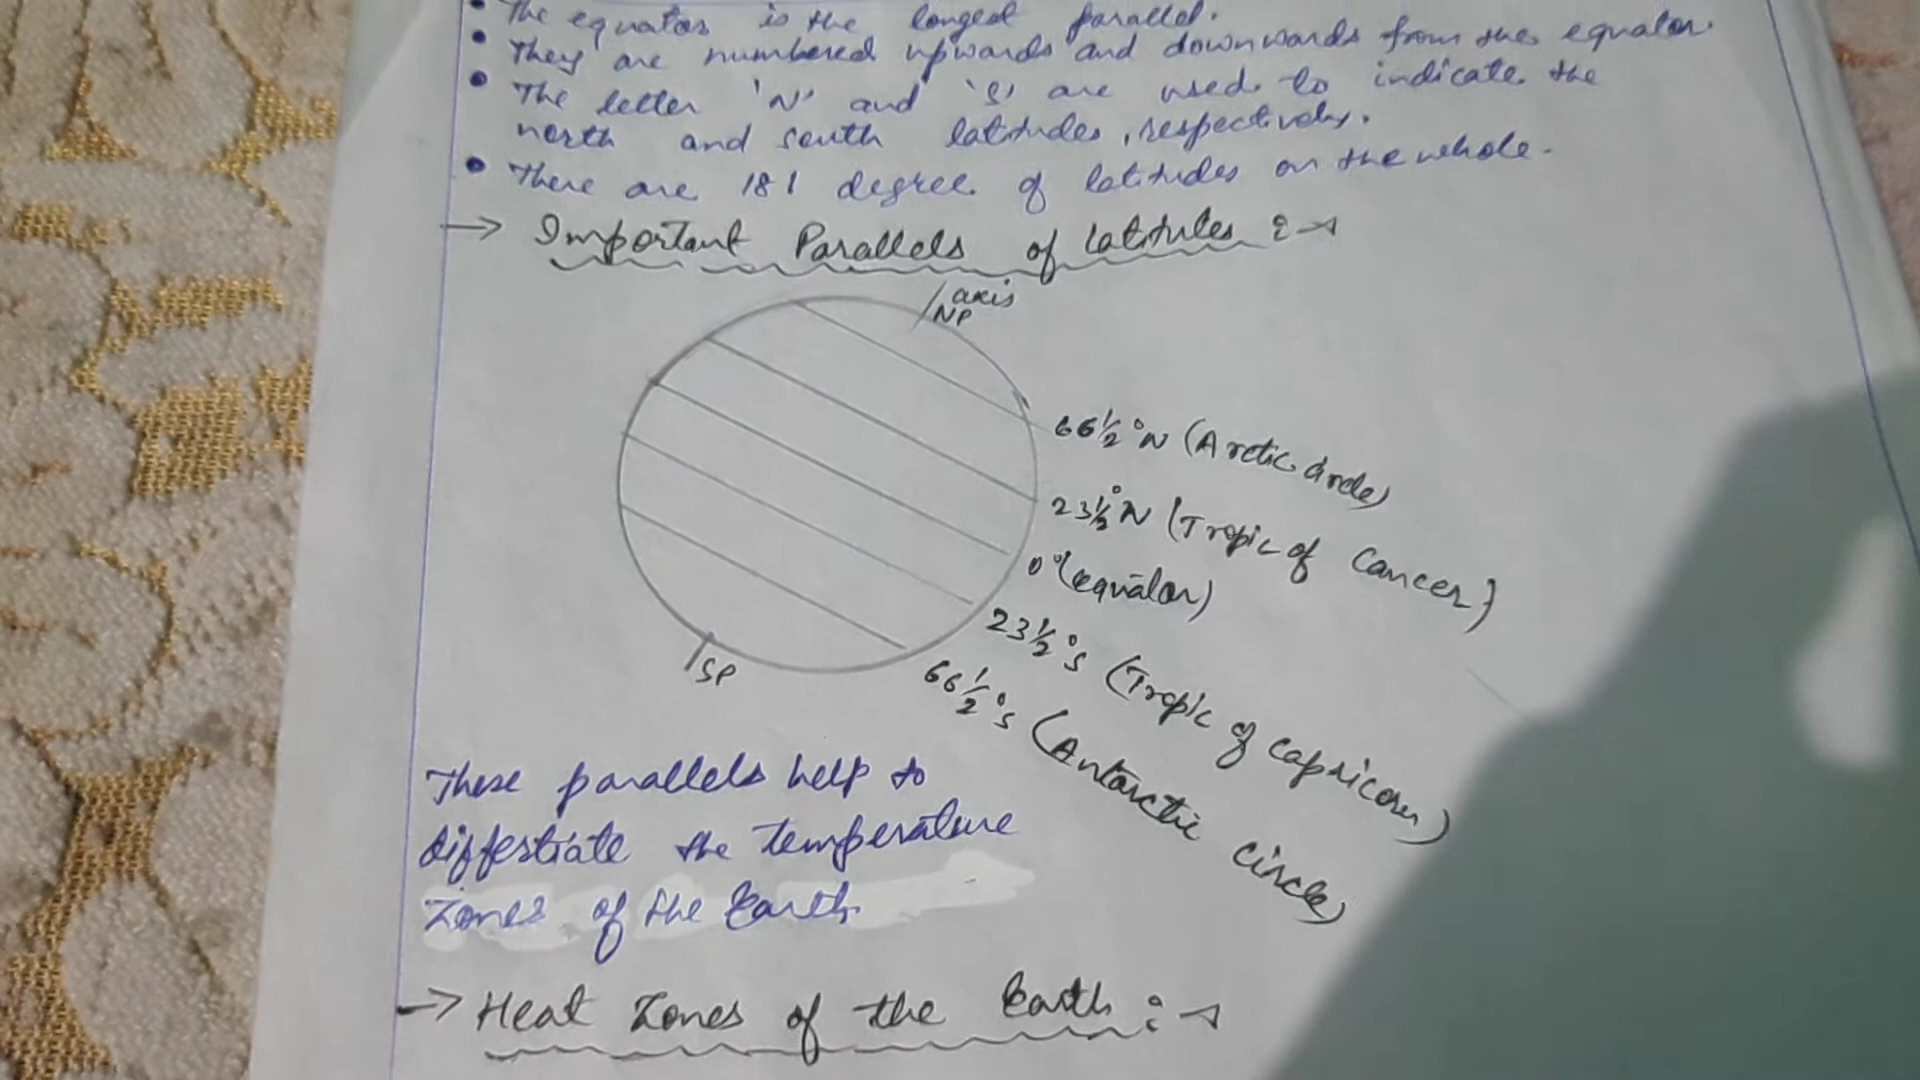 • The equator is the longest parallel.
• They are numbered upwards and downwards from the equator
• The letter 'N' and 'S' are used to indicate the
north and south latitudes, respectively.
• There are 181 degree of latitudes on the whole.
→ Important Parallels of latitudes :→
axis
NP
66½°N (Arctic circle)
23½°N (Tropic of Cancer)
0° (equator)
23½°S (Tropic of Capricorn)
66½°S (Antarctic circle)
SP
These parallels help to
differtiate the temperature
Zones of the Earth
→ Heat Zones of the Earth :→